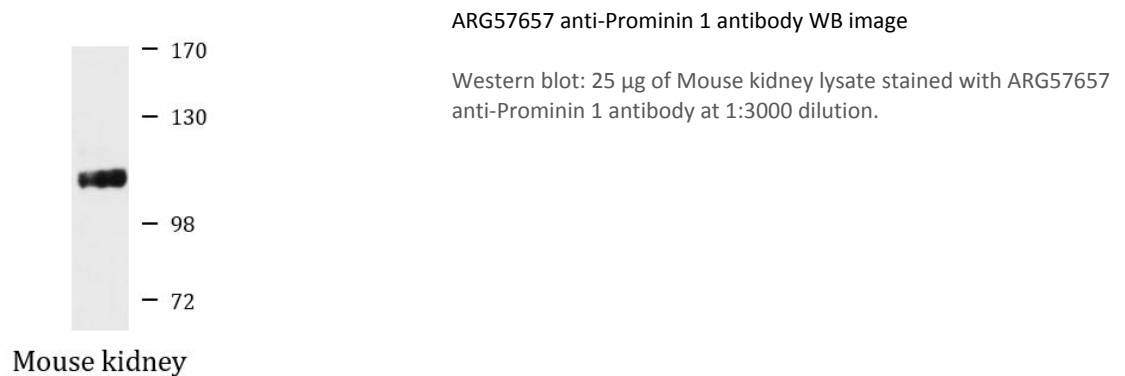 ARG57657 anti-Prominin 1 antibody WB image
Western blot: 25 µg of Mouse kidney lysate stained with ARG57657
anti-Prominin 1 antibody at 1:3000 dilution.
170
130
98
72
Mouse kidney